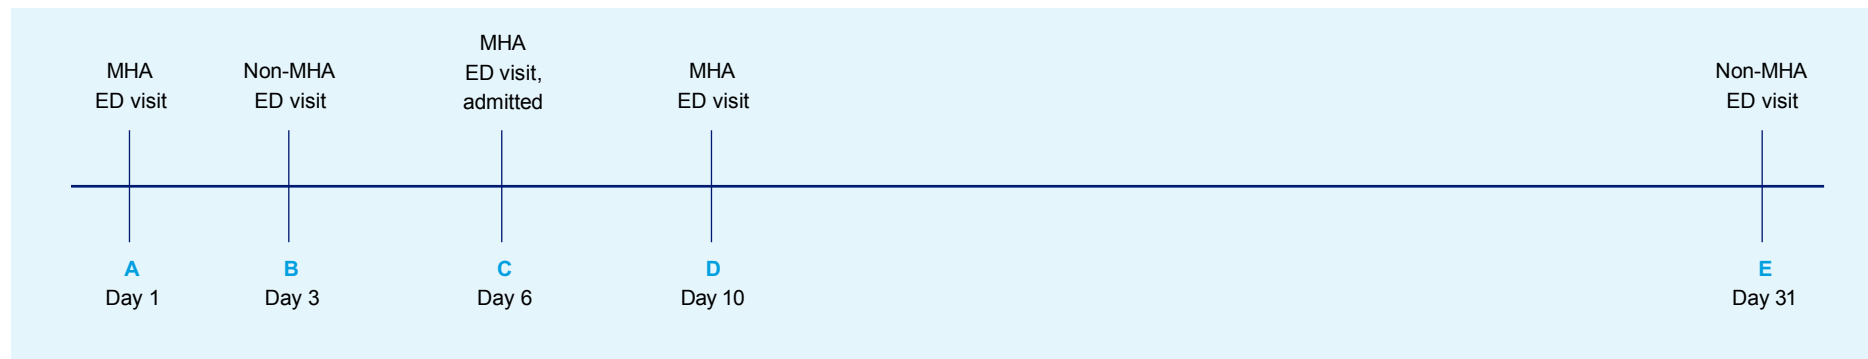 MHA
ED visit
Non-MHA
ED visit
MHA
ED visit,
admitted
MHA
ED visit
Non-MHA
ED visit
A
Day 1
B
Day 3
C
Day 6
D
Day 10
E
Day 31